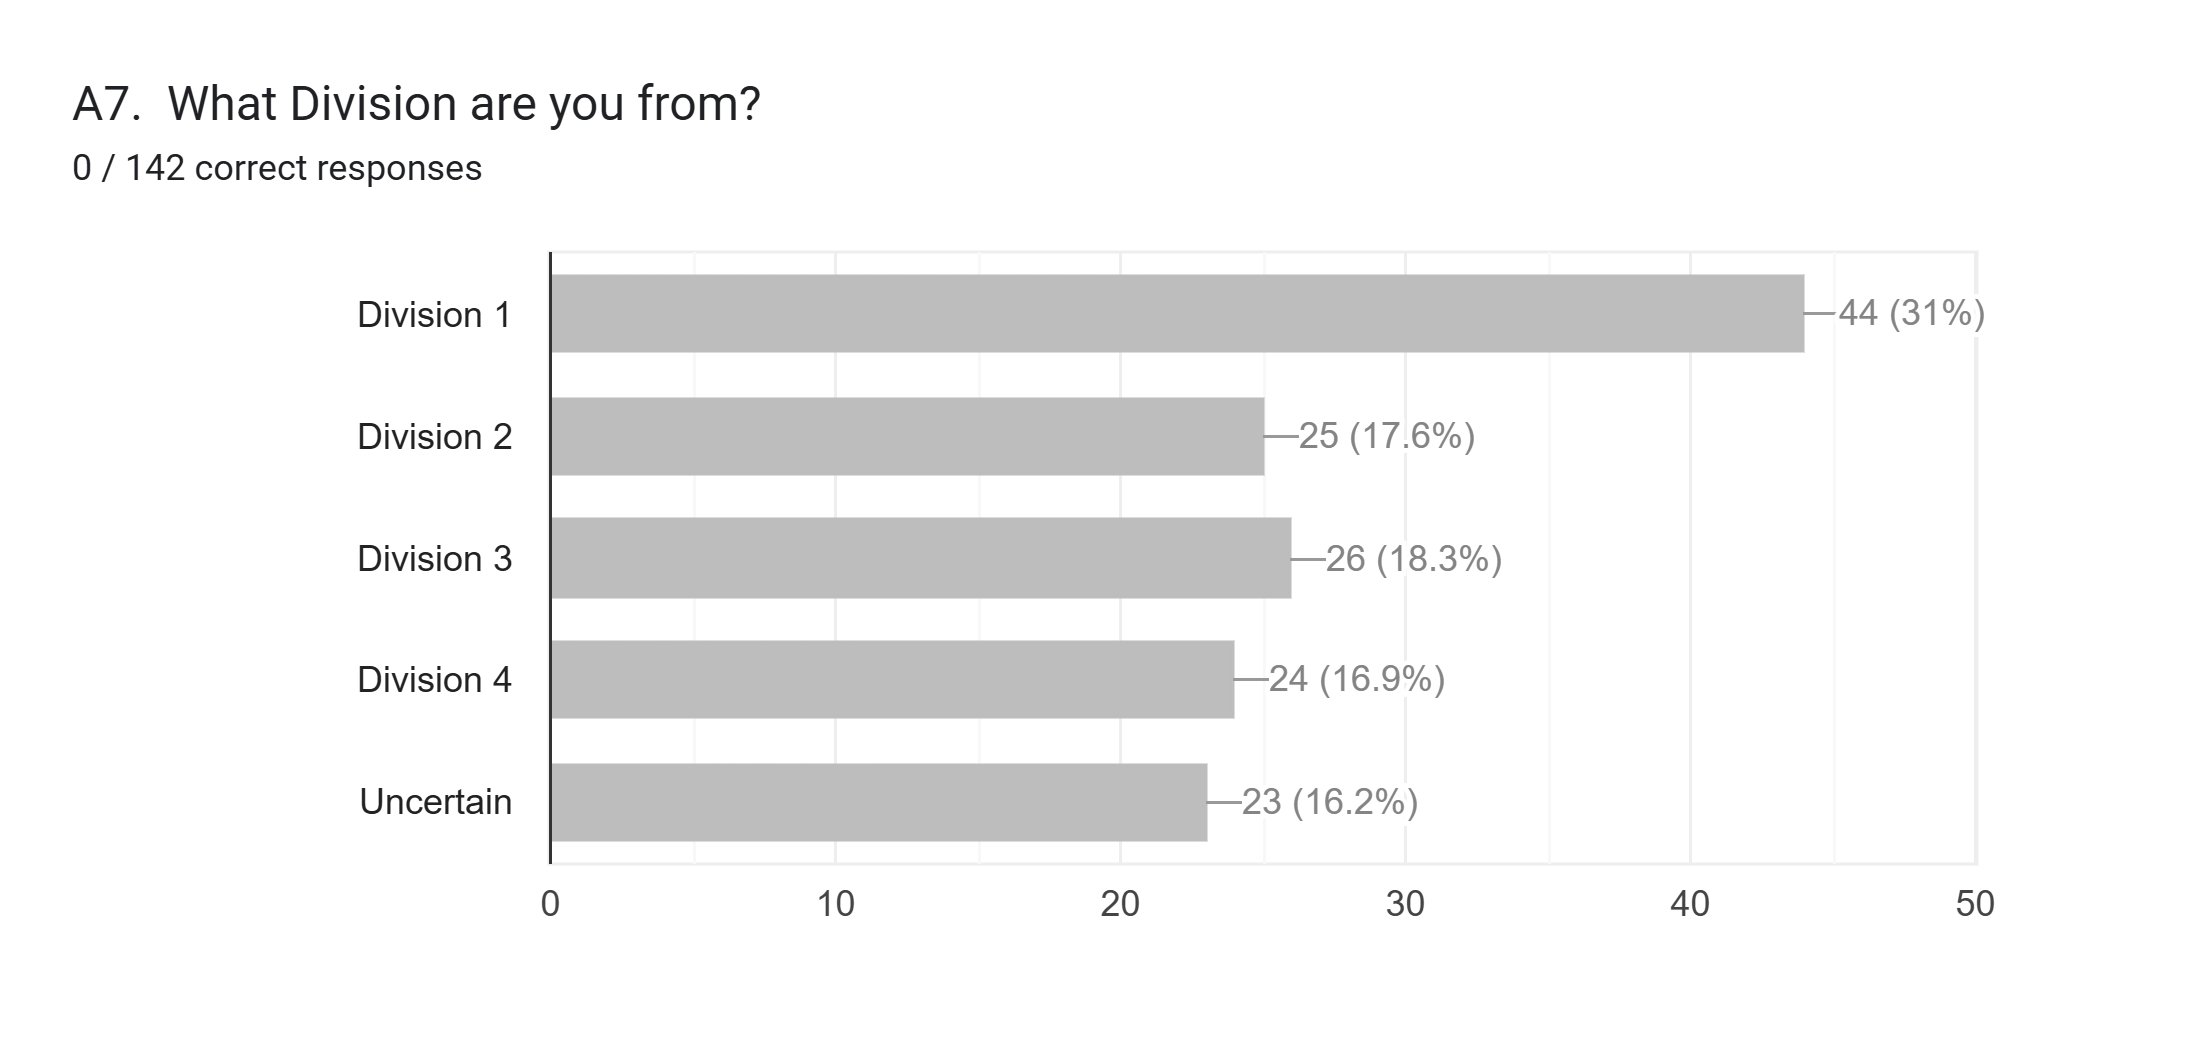 A7.  What Division are you from?
0 / 142 correct responses
Division 1
44 (31%)
Division 2
25 (17.6%)
Division 3
26 (18.3%)
Division 4
24 (16.9%)
Uncertain
23 (16.2%)
0 10 20 30 40 50